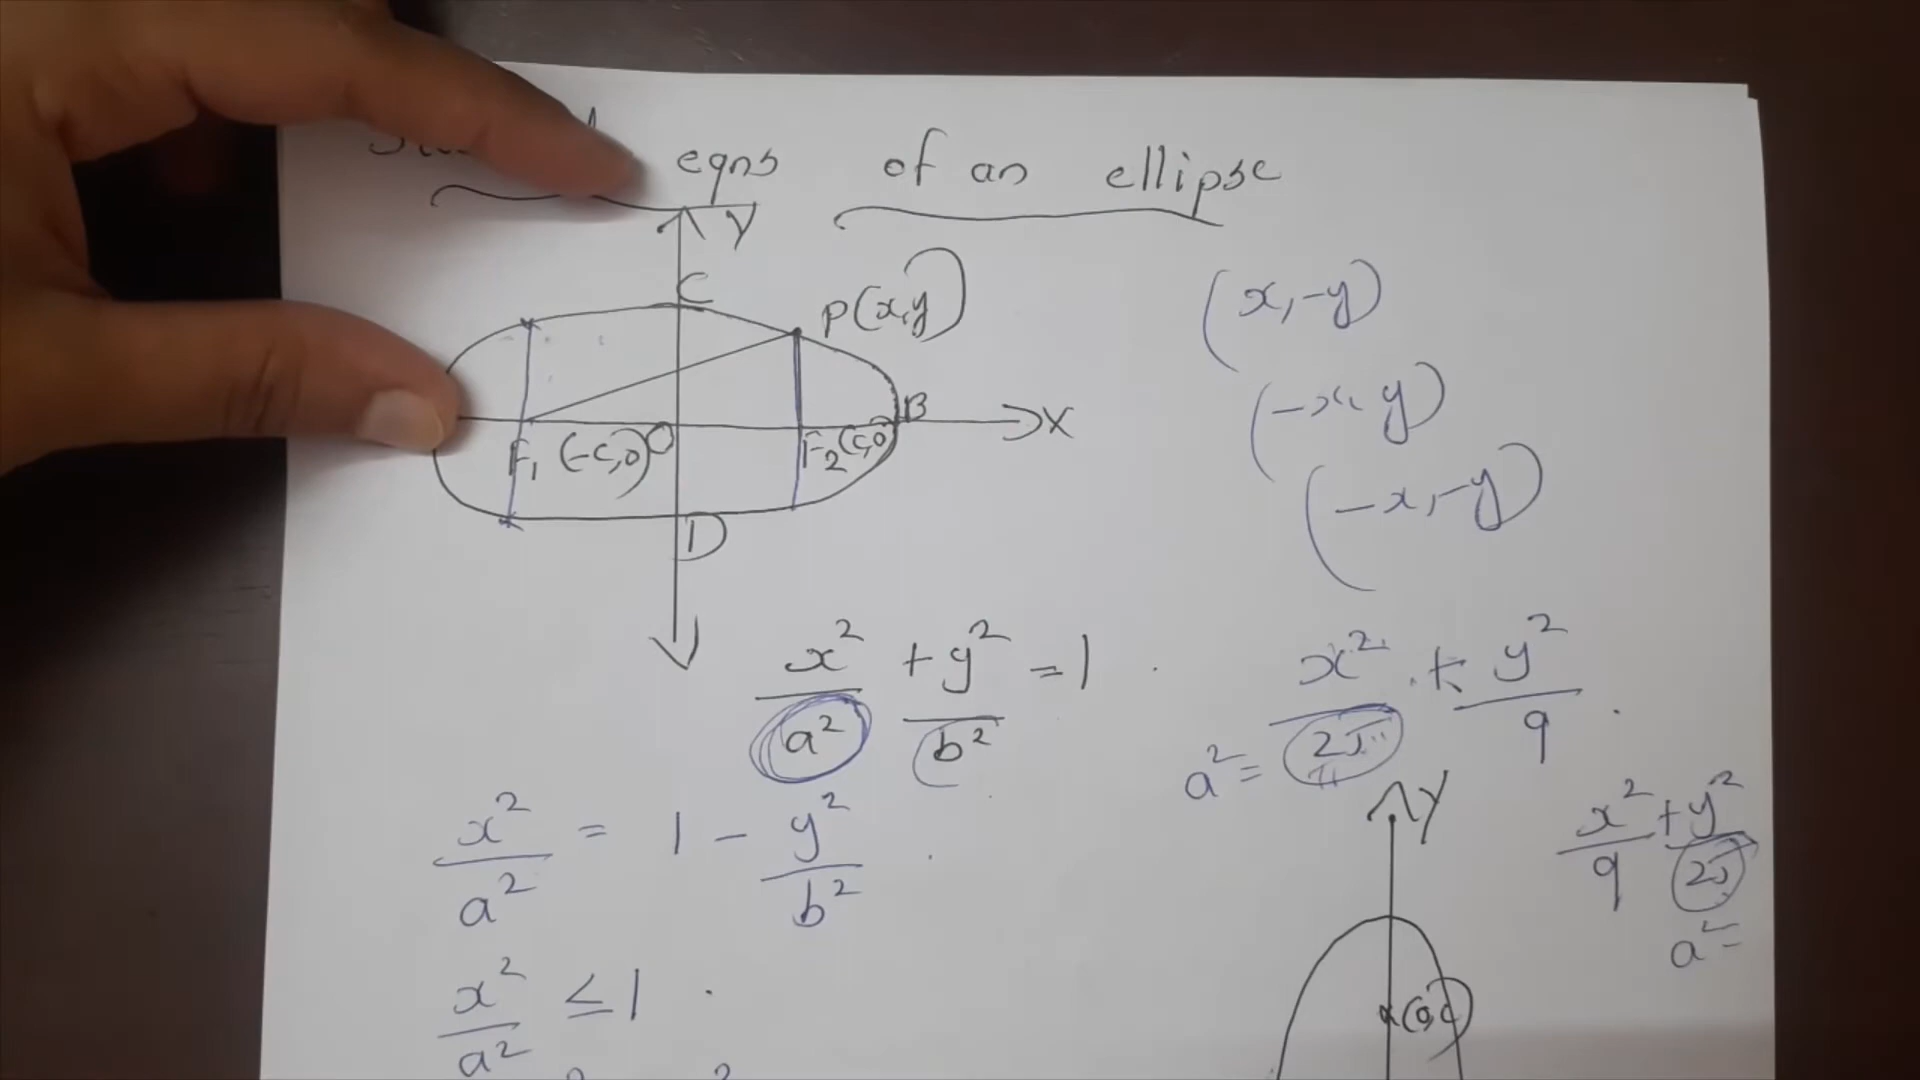 eqns of an ellipse
Y
C
P(x,y)
(x,-y)
B
X
(-x, y)
F₁ (-c,0)
O
F₂(c,0)
(-x,-y)
D
x²/a² + y²/b² = 1
x²/25 + y²/9
a² =
x²/a² = 1 - y²/b²
Y
x²/9 + y²/25
a² =
x²/a² ≤ 1
(0,c)